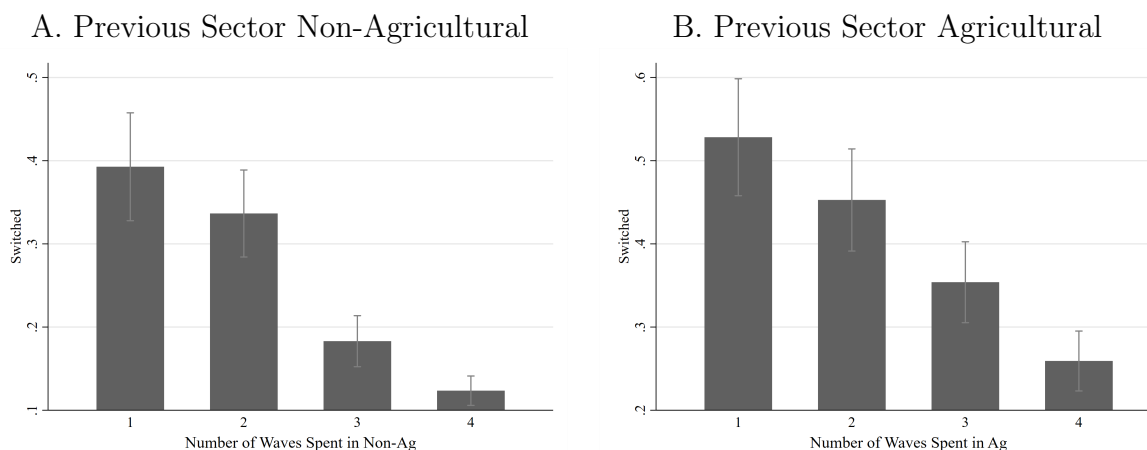 A. Previous Sector Non-Agricultural
.5
.4
.3
.2
.1
Switched
1 2 3 4
Number of Waves Spent in Non-Ag
B. Previous Sector Agricultural
.6
.5
.4
.3
.2
Switched
1 2 3 4
Number of Waves Spent in Ag